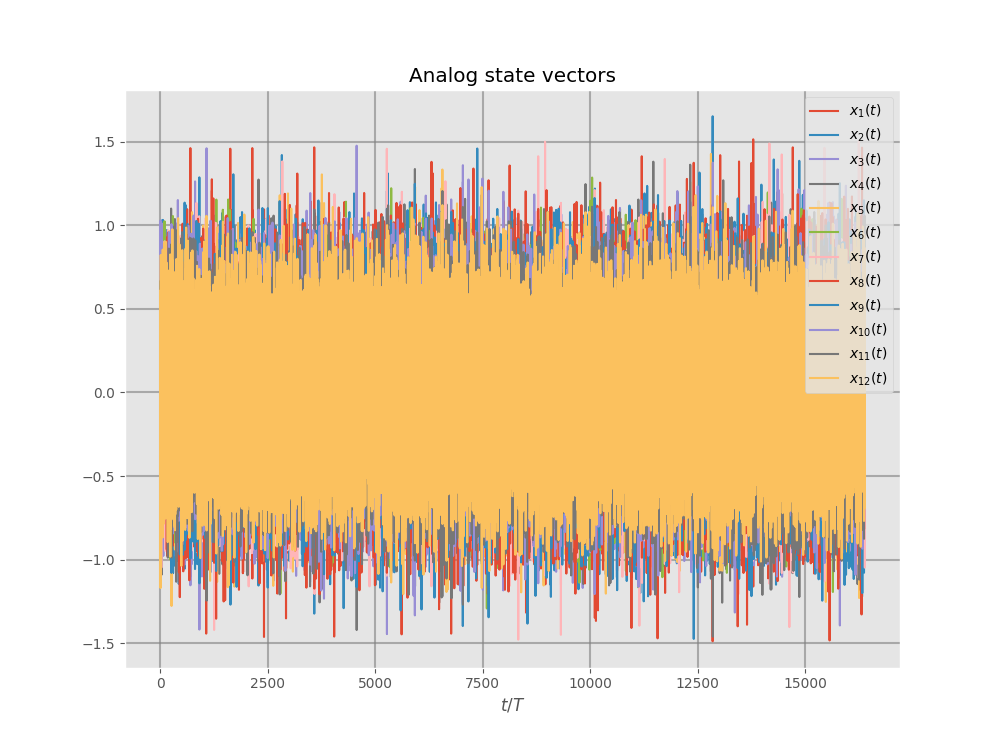 Analog state vectors
1.5
1.0
0.5
0.0
−0.5
−1.0
−1.5
0 2500 5000 7500 10000 12500 15000
t/T
x₁(t)
x₂(t)
x₃(t)
x₄(t)
x₅(t)
x₆(t)
x₇(t)
x₈(t)
x₉(t)
x₁₀(t)
x₁₁(t)
x₁₂(t)